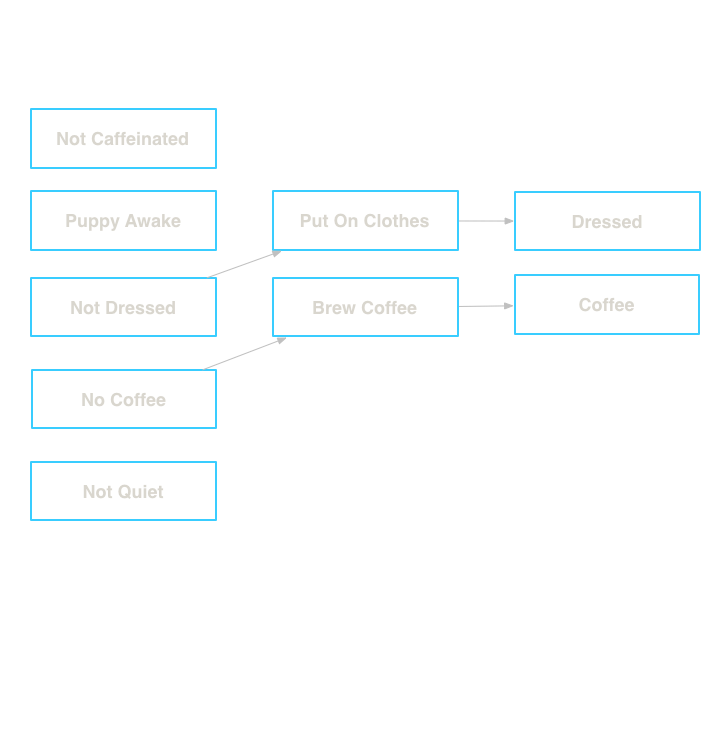 Not Caffeinated
Puppy Awake
Put On Clothes
Dressed
Not Dressed
Brew Coffee
Coffee
No Coffee
Not Quiet